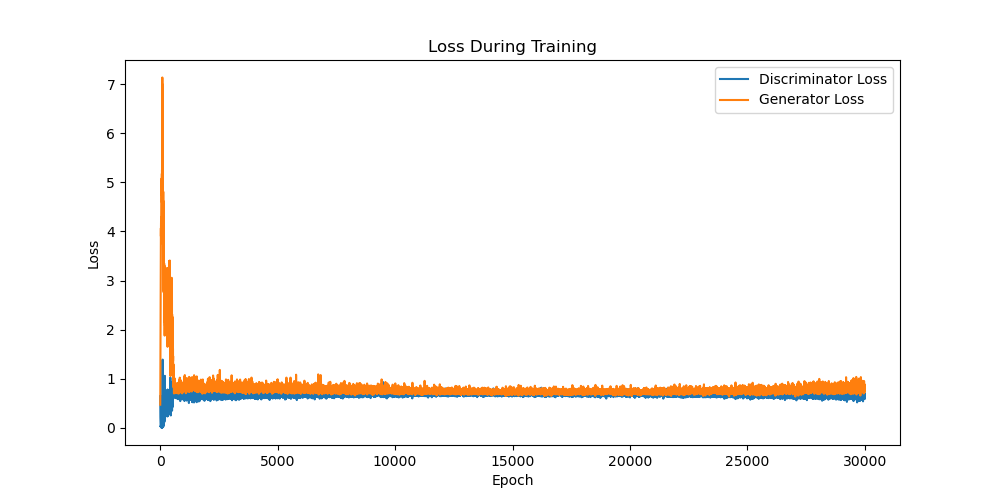 Loss During Training
Discriminator Loss
Generator Loss
7
6
5
4
3
2
1
0
Loss
0 5000 10000 15000 20000 25000 30000
Epoch